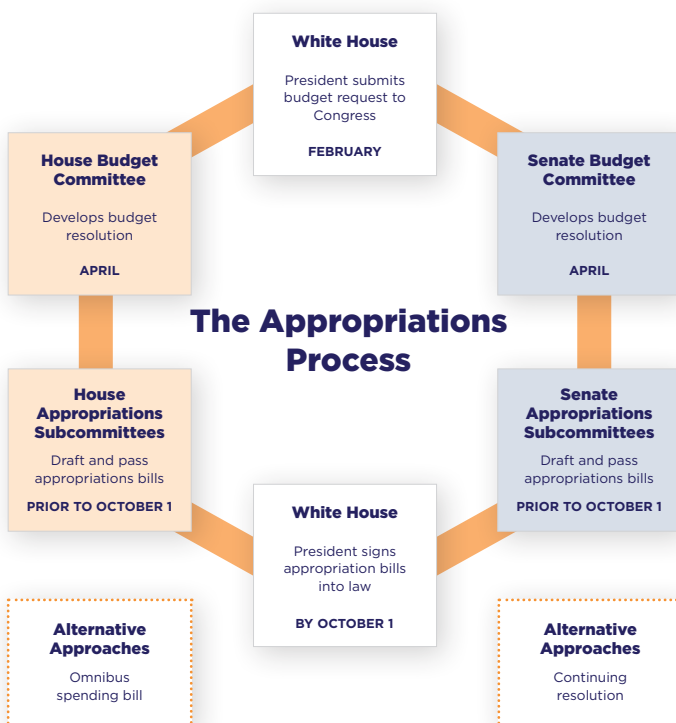 White House
President submits
budget request to
Congress
FEBRUARY
House Budget
Committee
Develops budget
resolution
APRIL
Senate Budget
Committee
Develops budget
resolution
APRIL
The Appropriations
Process
House
Appropriations
Subcommittees
Draft and pass
appropriations bills
PRIOR TO OCTOBER 1
Senate
Appropriations
Subcommittees
Draft and pass
appropriations bills
PRIOR TO OCTOBER 1
White House
President signs
appropriation bills
into law
BY OCTOBER 1
Alternative
Approaches
Omnibus
spending bill
Alternative
Approaches
Continuing
resolution